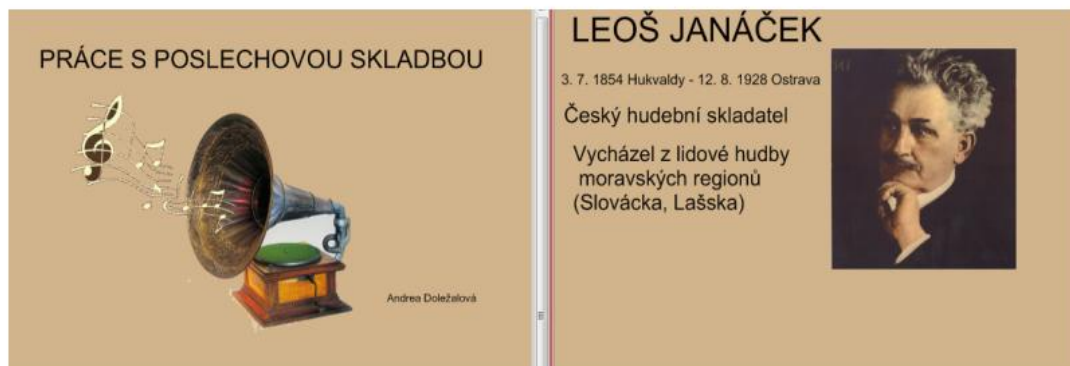 PRÁCE S POSLECHOVOU SKLADBOU
Andrea Doležalová
LEOŠ JANÁČEK
3. 7. 1854 Hukvaldy - 12. 8. 1928 Ostrava
Český hudební skladatel
Vycházel z lidové hudby
moravských regionů
(Slovácka, Lašska)